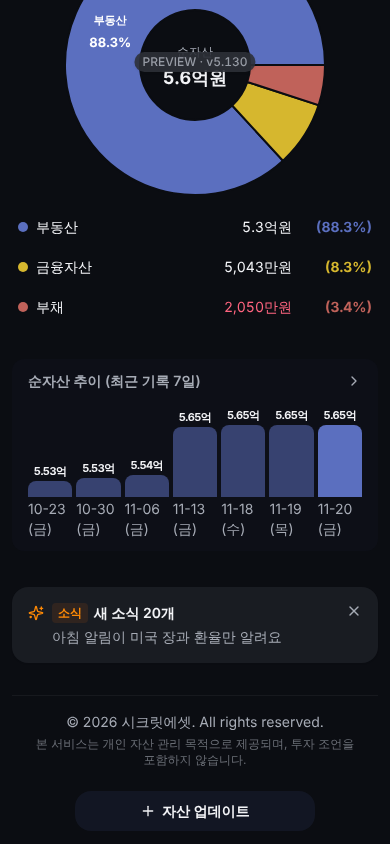 부동산
88.3%
순자산
PREVIEW · v5.130
5.6억원
부동산 5.3억원 (88.3%)
금융자산 5,043만원 (8.3%)
부채 2,050만원 (3.4%)
순자산 추이 (최근 기록 7일)
5.53억 5.53억 5.54억 5.65억 5.65억 5.65억 5.65억
10-23 10-30 11-06 11-13 11-18 11-19 11-20
(금) (금) (금) (금) (수) (목) (금)
소식 새 소식 20개
아침 알림이 미국 장과 환율만 알려요
© 2026 시크릿에셋. All rights reserved.
본 서비스는 개인 자산 관리 목적으로 제공되며, 투자 조언을
포함하지 않습니다.
+ 자산 업데이트